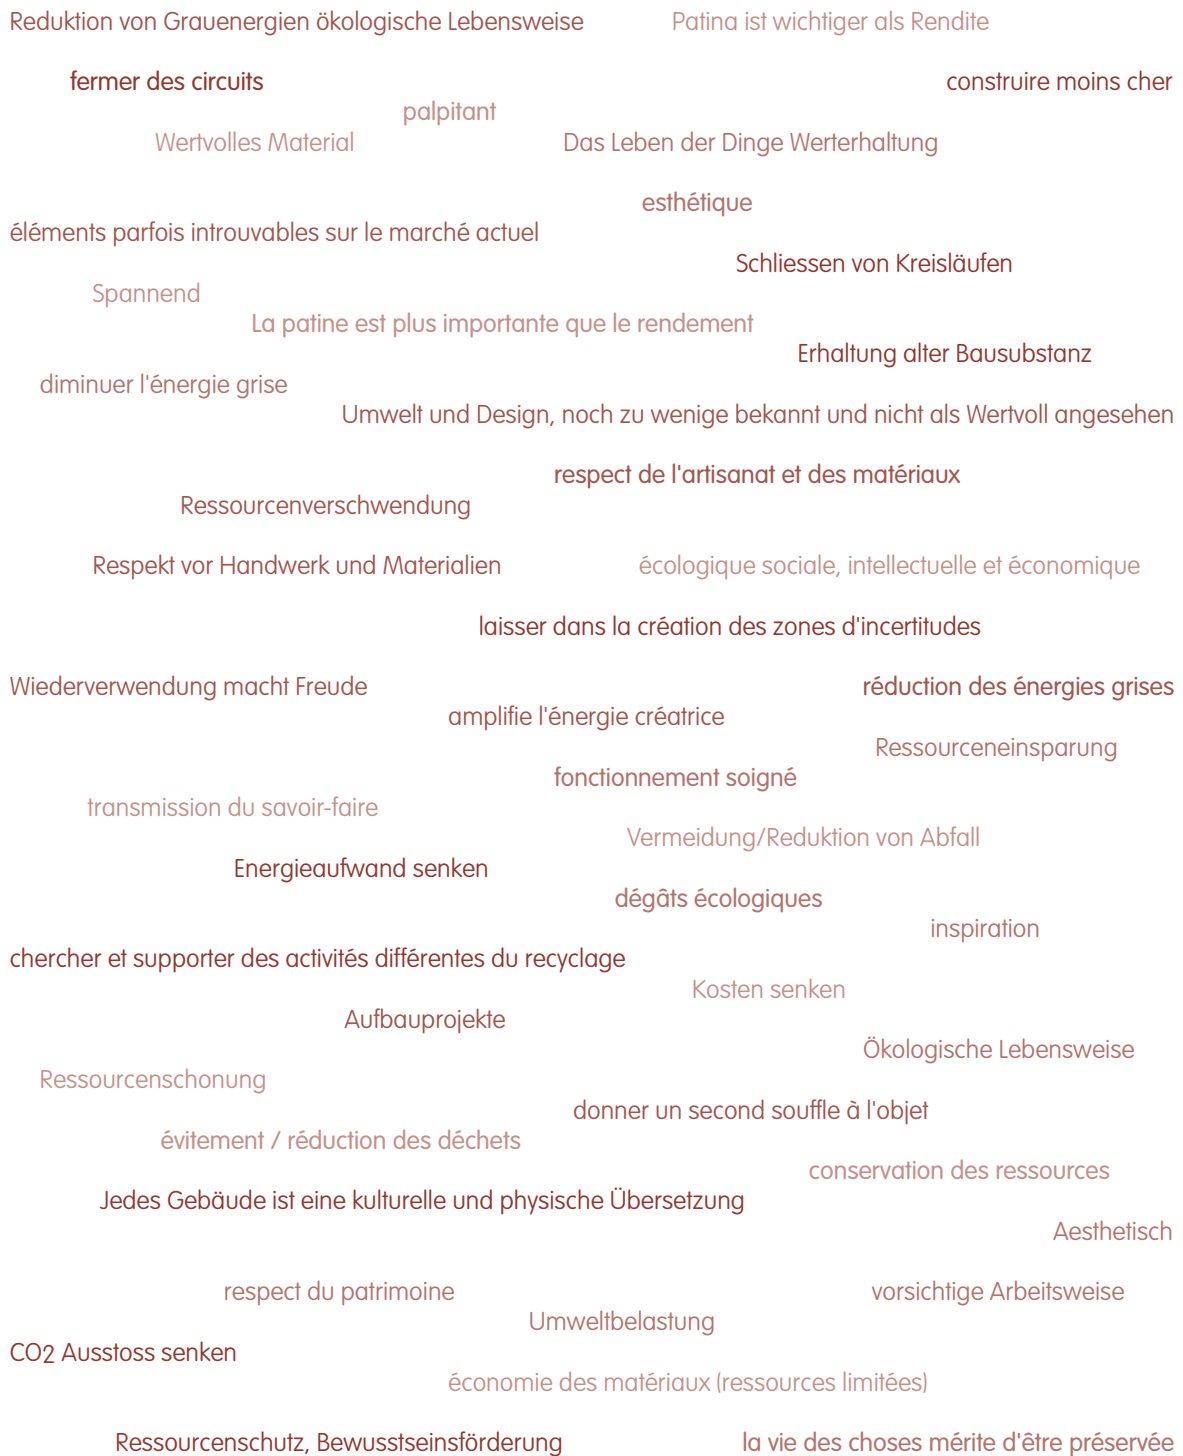 Reduktion von Grauenergien ökologische Lebensweise
Patina ist wichtiger als Rendite
fermer des circuits
construire moins cher
palpitant
Wertvolles Material
Das Leben der Dinge Werterhaltung
esthétique
éléments parfois introuvables sur le marché actuel
Schliessen von Kreisläufen
Spannend
La patine est plus importante que le rendement
Erhaltung alter Bausubstanz
diminuer l'énergie grise
Umwelt und Design, noch zu wenige bekannt und nicht als Wertvoll angesehen
respect de l'artisanat et des matériaux
Ressourcenverschwendung
Respekt vor Handwerk und Materialien
écologique sociale, intellectuelle et économique
laisser dans la création des zones d'incertitudes
Wiederverwendung macht Freude
réduction des énergies grises
amplifie l'énergie créatrice
Ressourceneinsparung
fonctionnement soigné
transmission du savoir-faire
Vermeidung/Reduktion von Abfall
Energieaufwand senken
dégâts écologiques
inspiration
chercher et supporter des activités différentes du recyclage
Kosten senken
Aufbauprojekte
Ökologische Lebensweise
Ressourcenschonung
donner un second souffle à l'objet
évitement / réduction des déchets
conservation des ressources
Jedes Gebäude ist eine kulturelle und physische Übersetzung
Aesthetisch
respect du patrimoine
vorsichtige Arbeitsweise
Umweltbelastung
CO2 Ausstoss senken
économie des matériaux (ressources limitées)
Ressourcenschutz, Bewusstseinsförderung
la vie des choses mérite d'être préservée